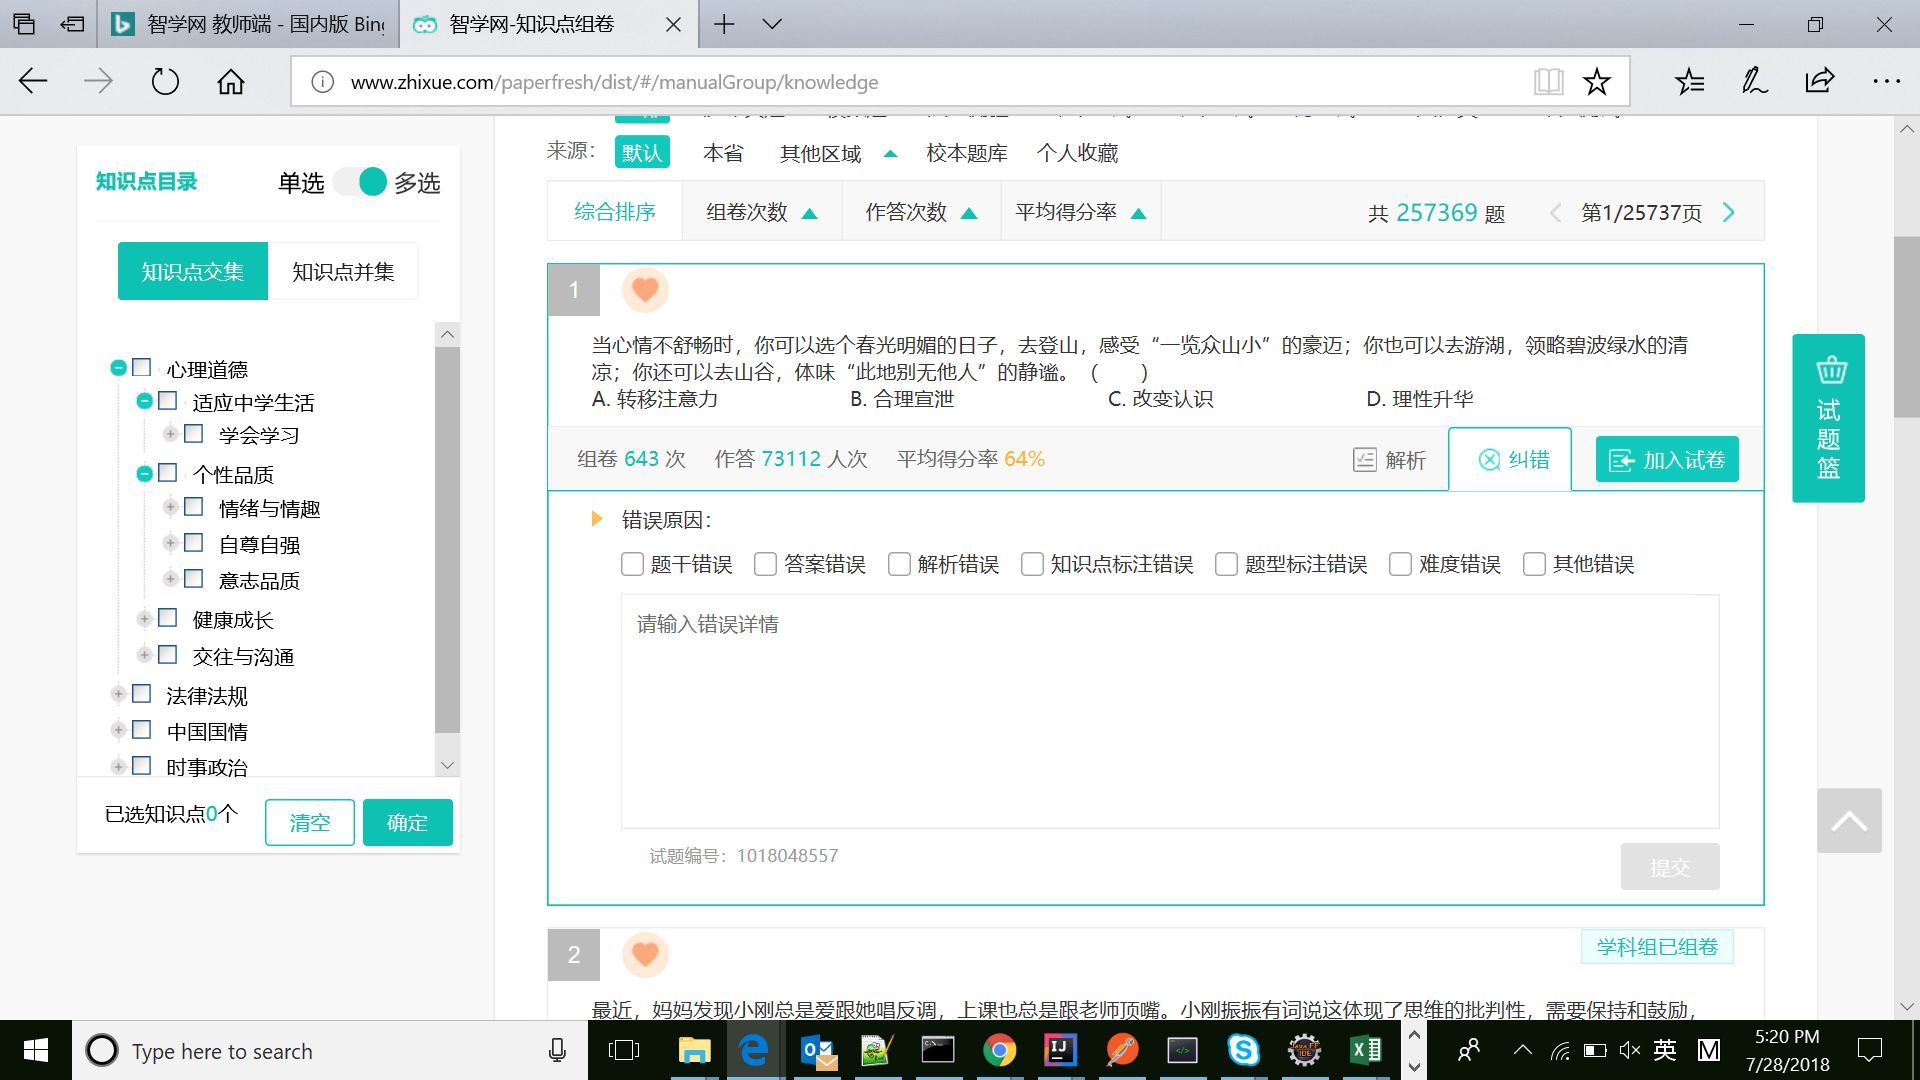 智学网 教师端 - 国内版 Bing
智学网-知识点组卷
www.zhixue.com/paperfresh/dist/#/manualGroup/knowledge
知识点目录 单选 多选
知识点交集 知识点并集
心理道德
适应中学生活
学会学习
个性品质
情绪与情趣
自尊自强
意志品质
健康成长
交往与沟通
法律法规
中国国情
时事政治
已选知识点0个 清空 确定
来源： 默认 本省 其他区域 校本题库 个人收藏
综合排序 组卷次数 作答次数 平均得分率 共 257369 题 第1/25737页
1
当心情不舒畅时，你可以选个春光明媚的日子，去登山，感受“一览众山小”的豪迈；你也可以去游湖，领略碧波绿水的清
凉；你还可以去山谷，体味“此地别无他人”的静谧。（　　）
A. 转移注意力 B. 合理宣泄 C. 改变认识 D. 理性升华
组卷 643 次 作答 73112 人次 平均得分率 64% 解析 纠错 加入试卷
错误原因：
题干错误 答案错误 解析错误 知识点标注错误 题型标注错误 难度错误 其他错误
请输入错误详情
试题编号：1018048557
提交
2
学科组已组卷
最近，妈妈发现小刚总是爱跟她唱反调，上课也总是跟老师顶嘴。小刚振振有词说这体现了思维的批判性，需要保持和鼓励，
试题篮
Type here to search
英 M
5:20 PM
7/28/2018